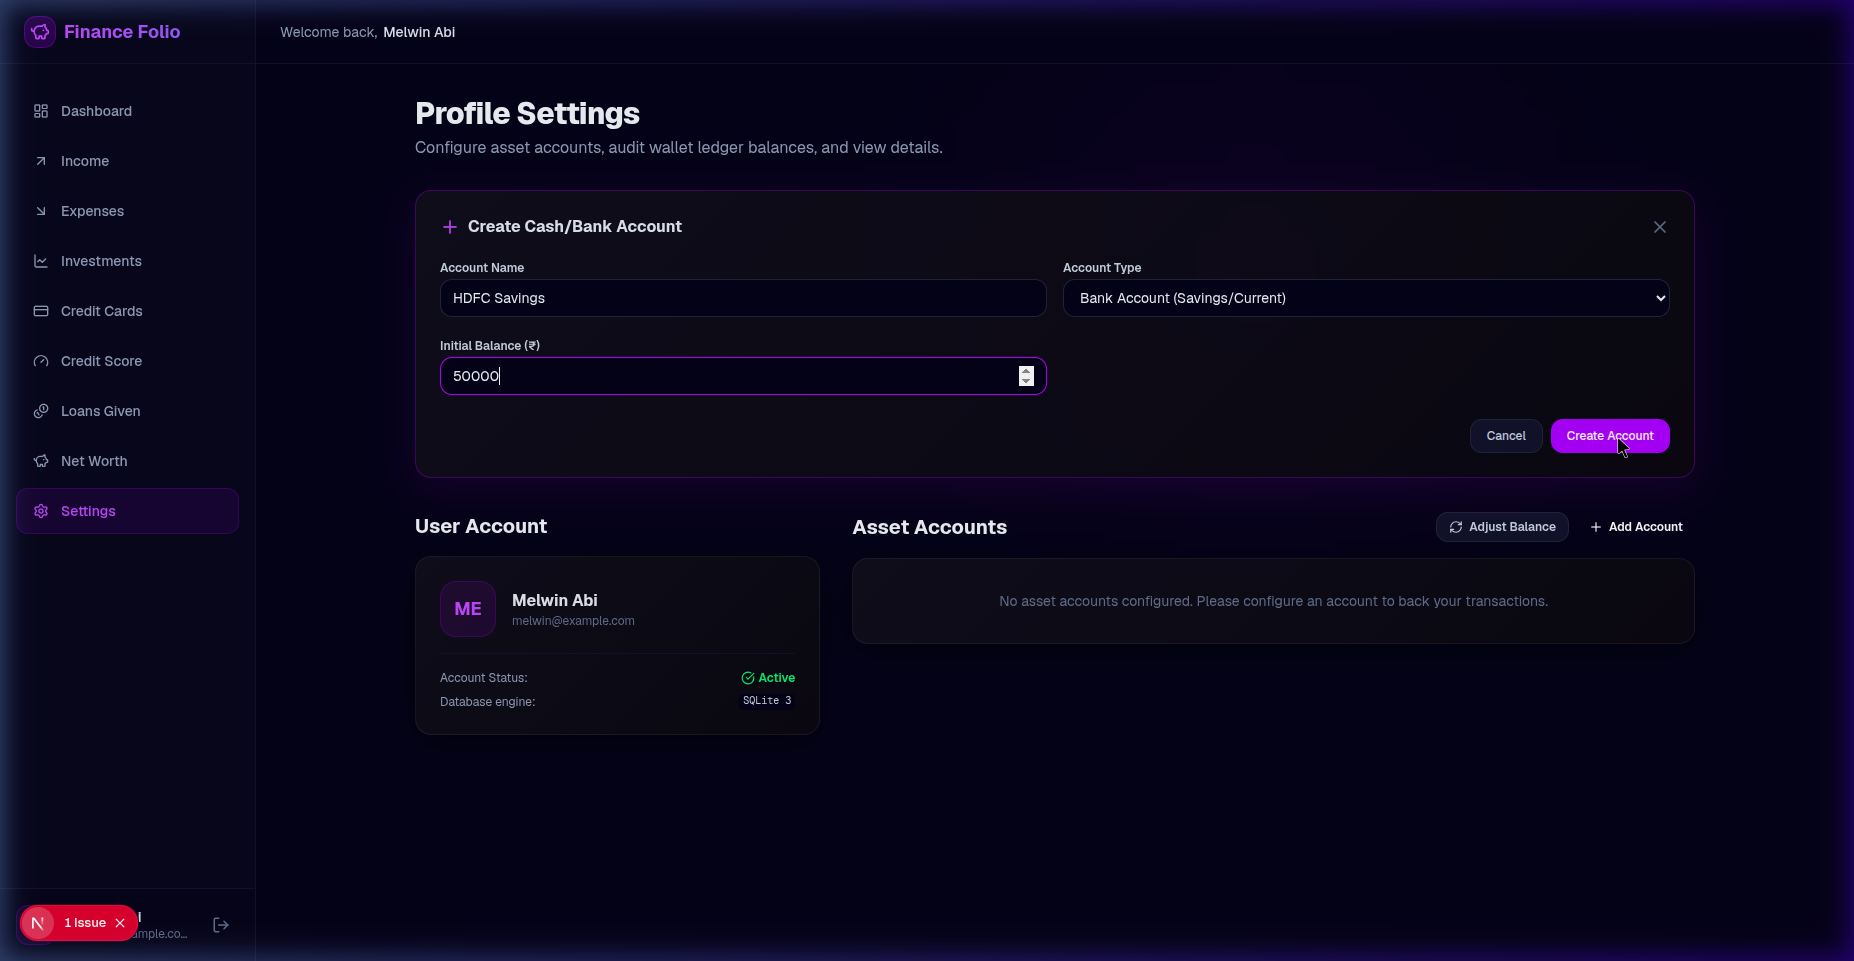 Finance Folio
Welcome back, Melwin Abi
Dashboard
Income
Expenses
Investments
Credit Cards
Credit Score
Loans Given
Net Worth
Settings
Profile Settings
Configure asset accounts, audit wallet ledger balances, and view details.
Create Cash/Bank Account
Account Name
Account Type
HDFC Savings
Bank Account (Savings/Current)
Initial Balance (₹)
50000
Cancel
Create Account
User Account
ME
Melwin Abi
melwin@example.com
Account Status:
Active
Database engine:
SQLite 3
Asset Accounts
Adjust Balance
Add Account
No asset accounts configured. Please configure an account to back your transactions.
N
1 Issue